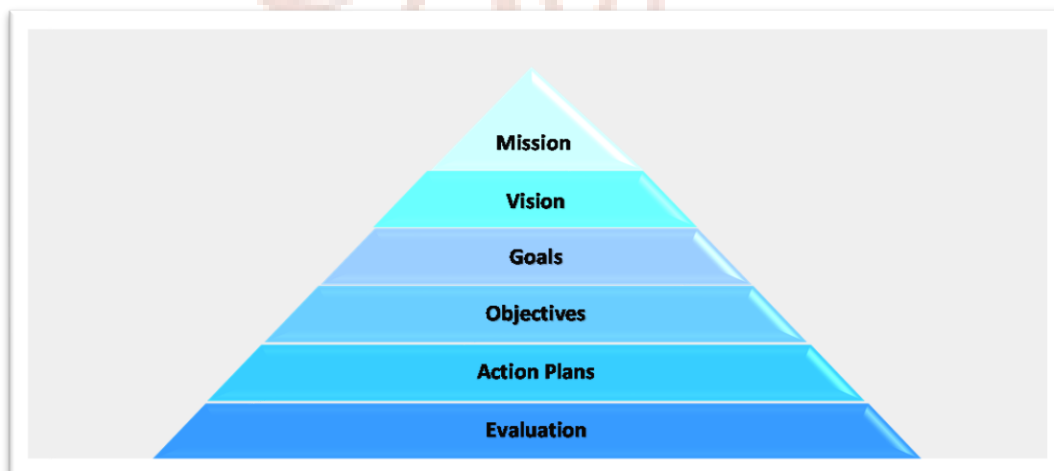 Mission
Vision
Goals
Objectives
Action Plans
Evaluation